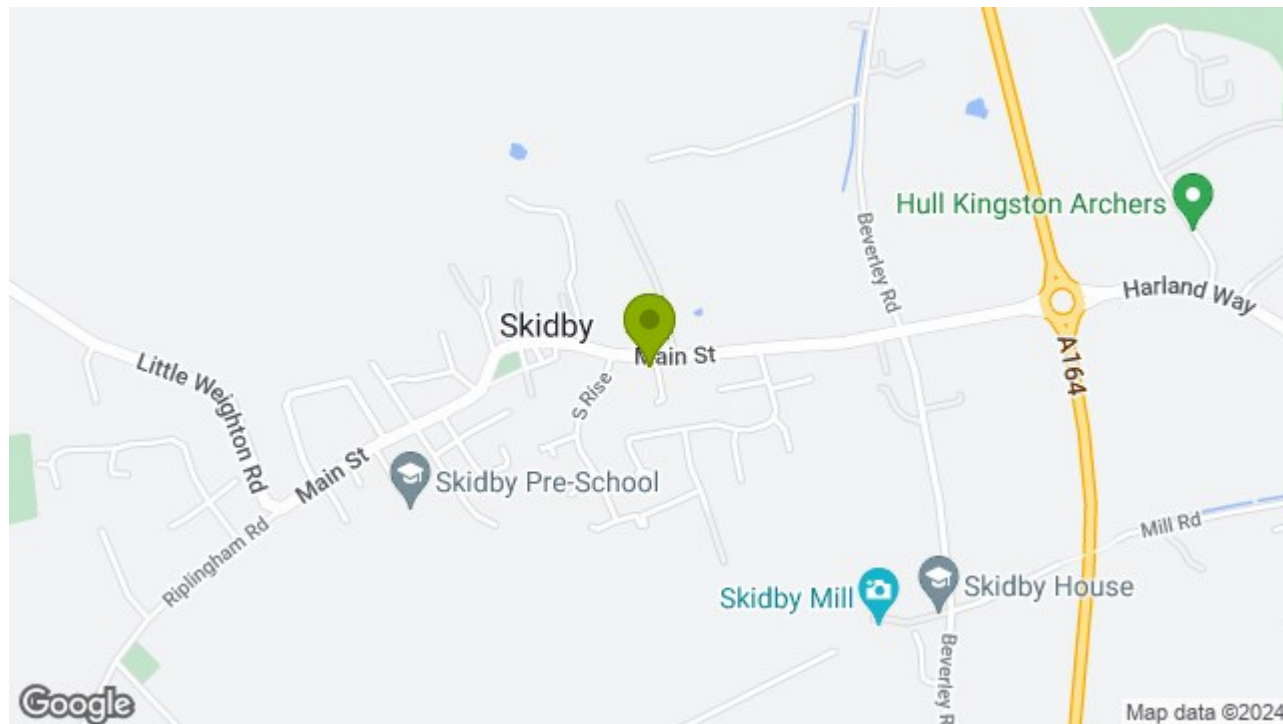 Hull Kingston Archers
Beverley Rd
Harland Way
Skidby
Main St
A164
S Rise
Little Weighton Rd
Main St
Skidby Pre-School
Riplingham Rd
Mill Rd
Skidby Mill
Skidby House
Beverley R
Google
Map data ©2024